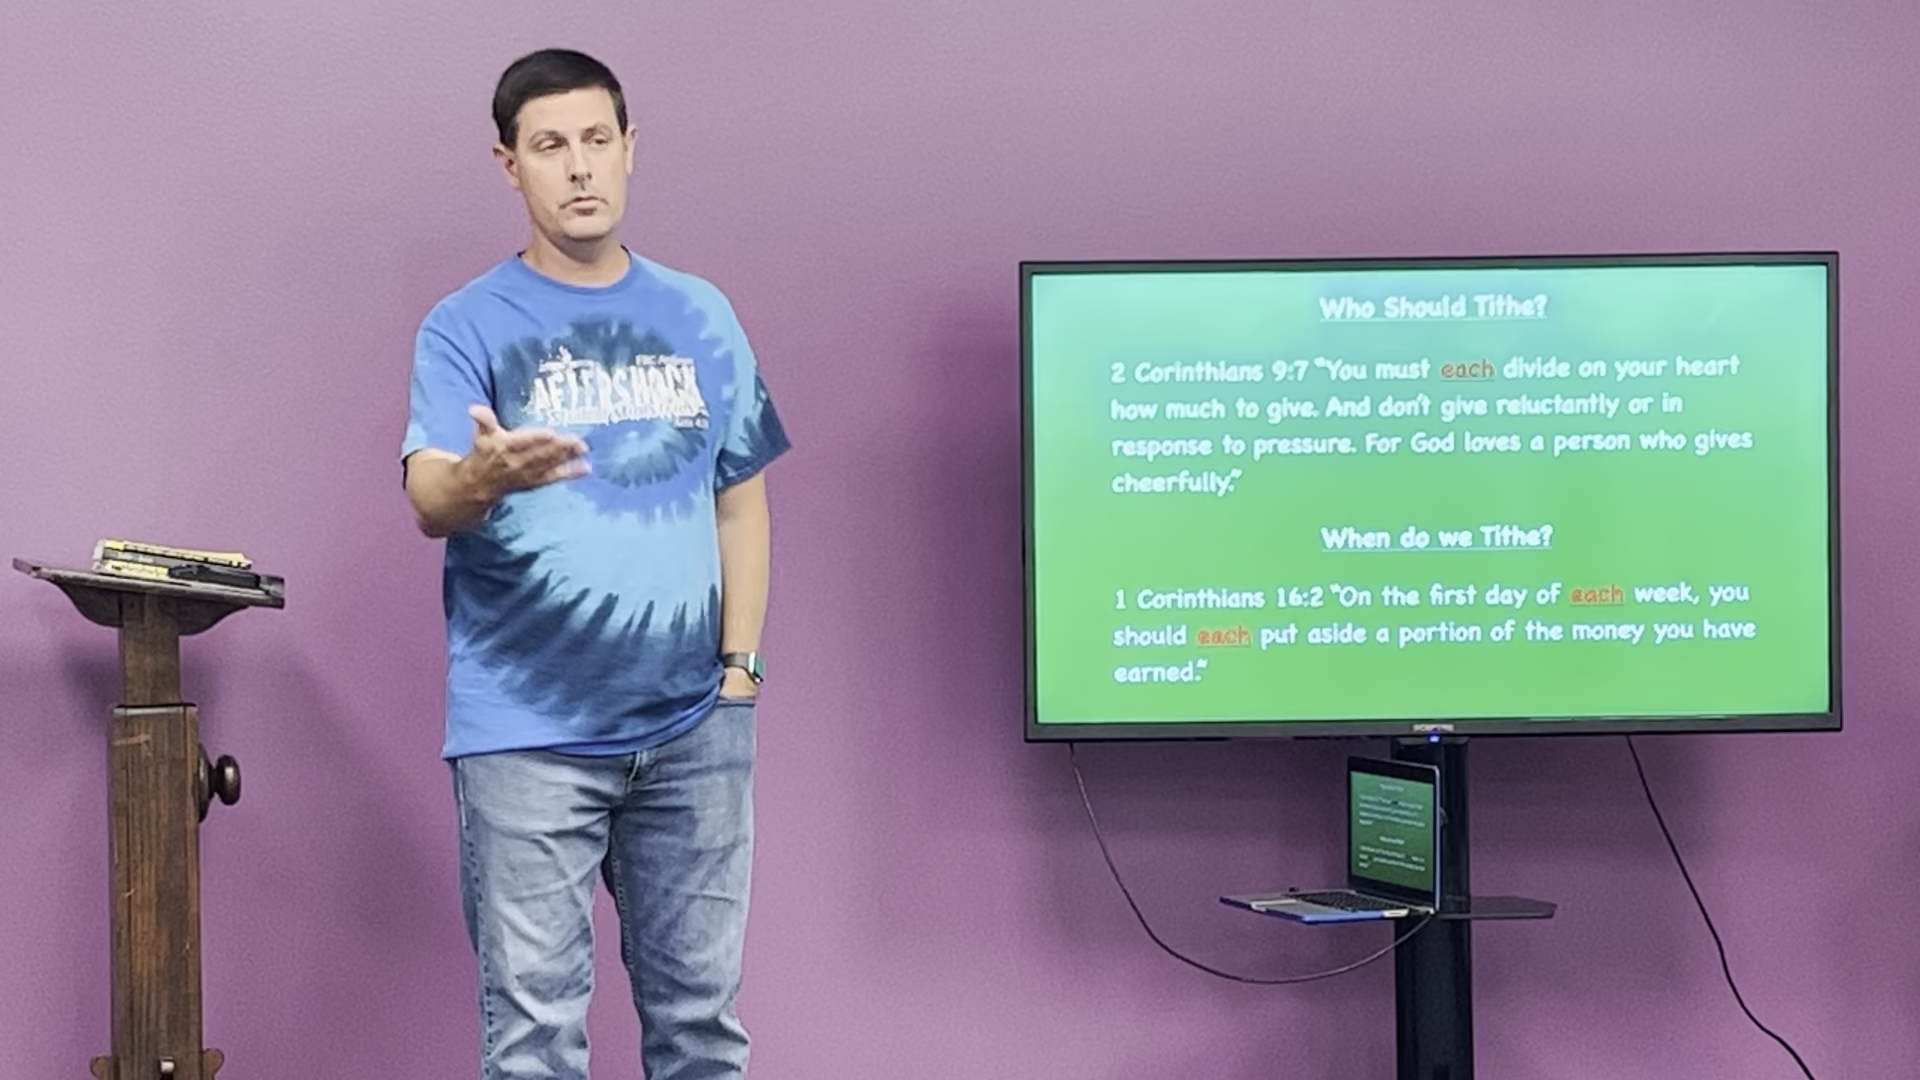 AFTERSHOCK
Who Should Tithe?
2 Corinthians 9:7 "You must each divide on your heart
how much to give. And don't give reluctantly or in
response to pressure. For God loves a person who gives
cheerfully."
When do we Tithe?
1 Corinthians 16:2 "On the first day of each week, you
should each put aside a portion of the money you have
earned."
SCEPTRE